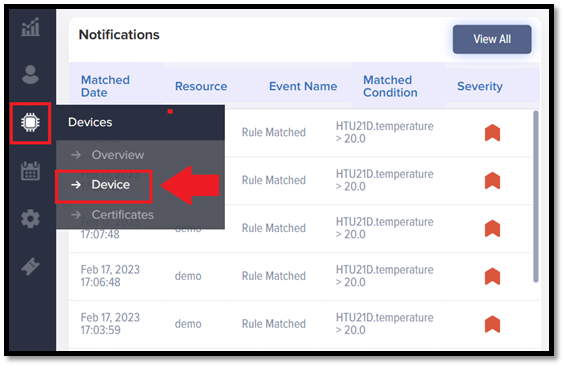 Notifications
View All
Matched Date
Resource
Event Name
Matched Condition
Severity
Devices
Overview
Device
Certificates
Rule Matched
HTU21D.temperature > 20.0
Rule Matched
HTU21D.temperature > 20.0
17:07:48
demo
Rule Matched
HTU21D.temperature > 20.0
Feb 17, 2023 17:06:48
demo
Rule Matched
HTU21D.temperature > 20.0
Feb 17, 2023 17:03:59
demo
Rule Matched
HTU21D.temperature > 20.0